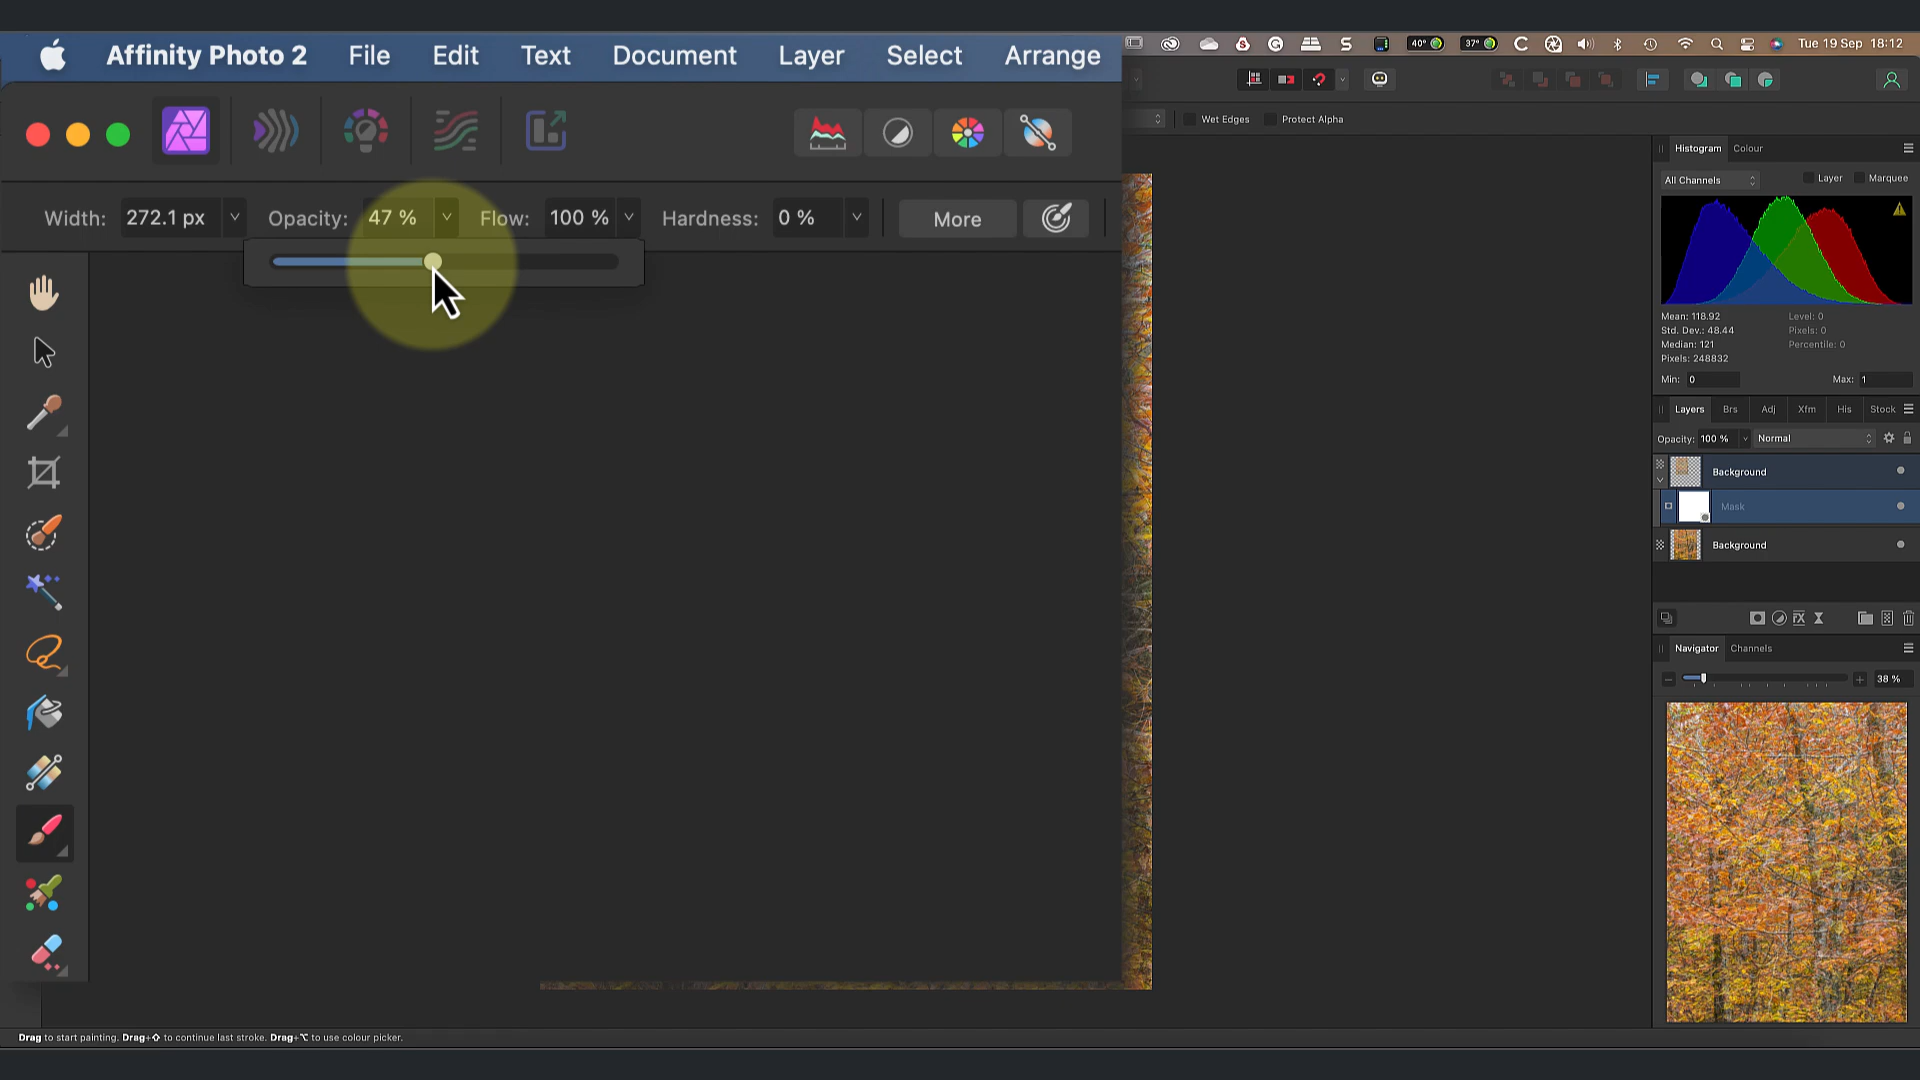 Affinity Photo 2 File Edit Text Document Layer Select Arrange
40° 37° Tue 19 Sep 18:12
Width: 272.1 px Opacity: 47 % Flow: 100 % Hardness: 0 % More
Wet Edges Protect Alpha
Histogram Colour
All Channels Layer Marquee
Mean: 118.92 Level: 0
Std. Dev.: 48.44 Pixels: 0
Median: 121 Percentile: 0
Pixels: 248832
Min: 0 Max: 1
Layers Brs Adj Xfm His Stock
Opacity: 100 % Normal
Background
Mask
Background
Navigator Channels
38 %
Drag to start painting. Drag+⇧ to continue last stroke. Drag+⌥ to use colour picker.